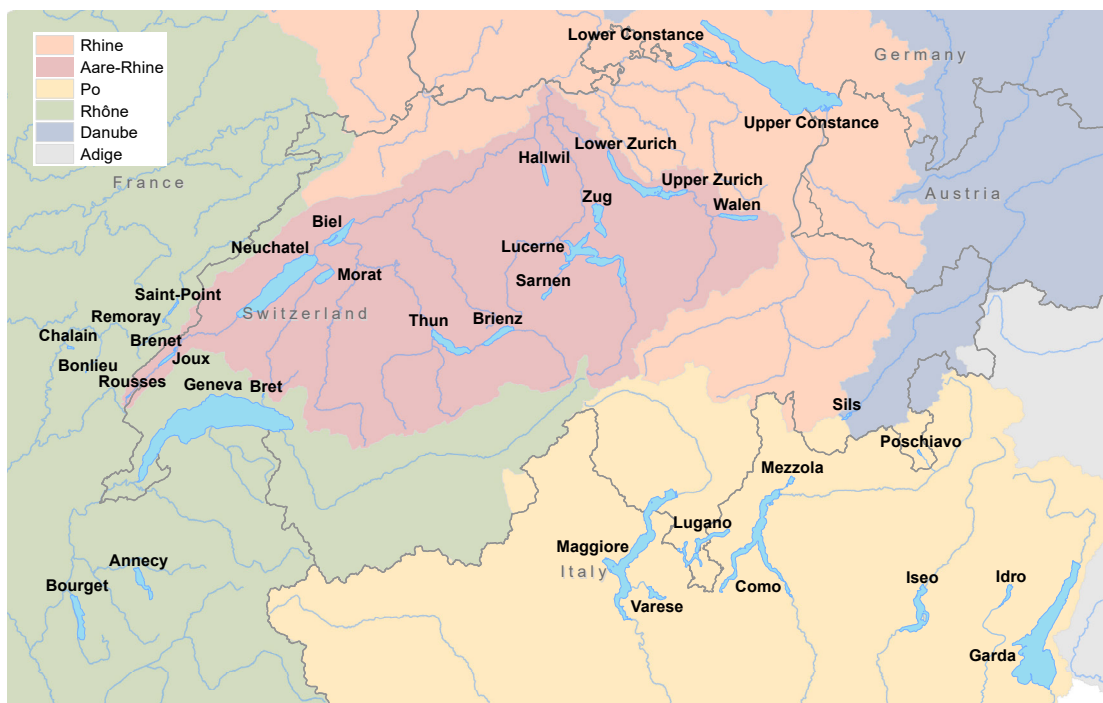 Rhine
Aare-Rhine
Po
Rhône
Danube
Adige
Lower Constance
Germany
Upper Constance
Lower Zurich
Hallwil
France
Upper Zurich
Zug
Walen
Austria
Biel
Neuchatel
Lucerne
Morat
Sarnen
Saint-Point
Remoray
Switzerland
Thun
Brienz
Chalain
Brenet
Joux
Bonlieu
Rousses
Geneva
Bret
Sils
Poschiavo
Mezzola
Lugano
Maggiore
Italy
Annecy
Bourget
Varese
Como
Iseo
Idro
Garda